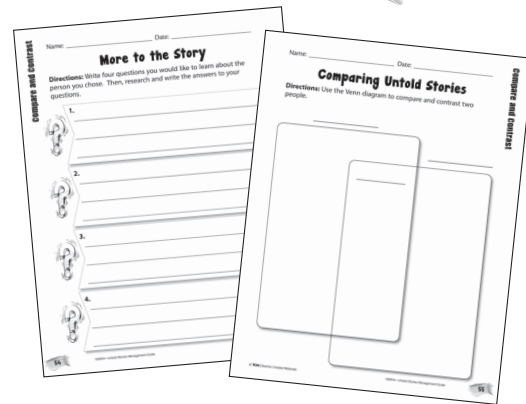 Compare and Contrast
Name: Date:
More to the Story
Directions: Write four questions you would like to learn about the
person you chose. Then, research and write the answers to your
questions.
1.
2.
3.
4.
54
Name: Date:
Compare and Contrast
Comparing Untold Stories
Directions: Use the Venn diagram to compare and contrast two
people.
55